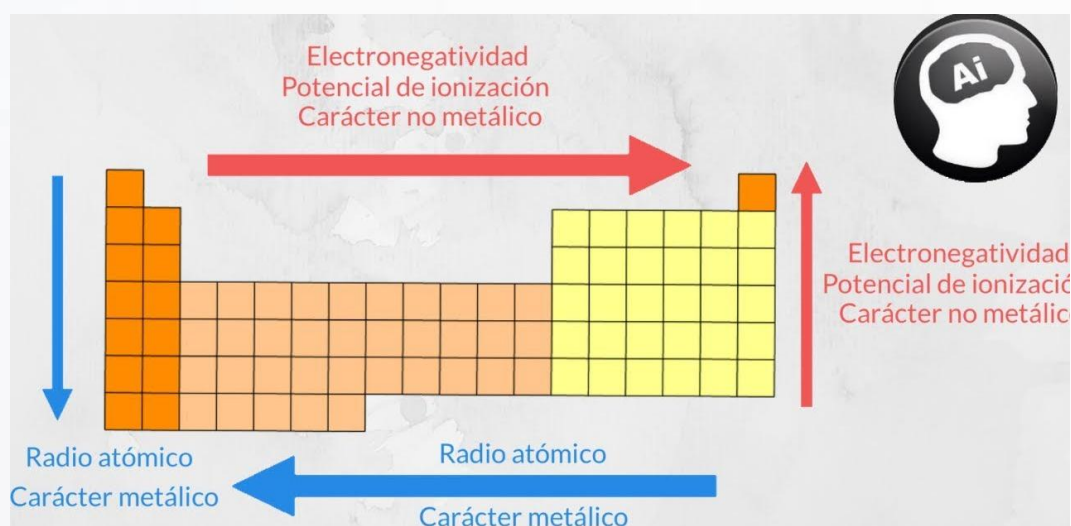 Electronegatividad
Potencial de ionización
Carácter no metálico
Ai
Electronegatividad
Potencial de ionizació
Carácter no metálico
Radio atómico
Carácter metálico
Radio atómico
Carácter metálico